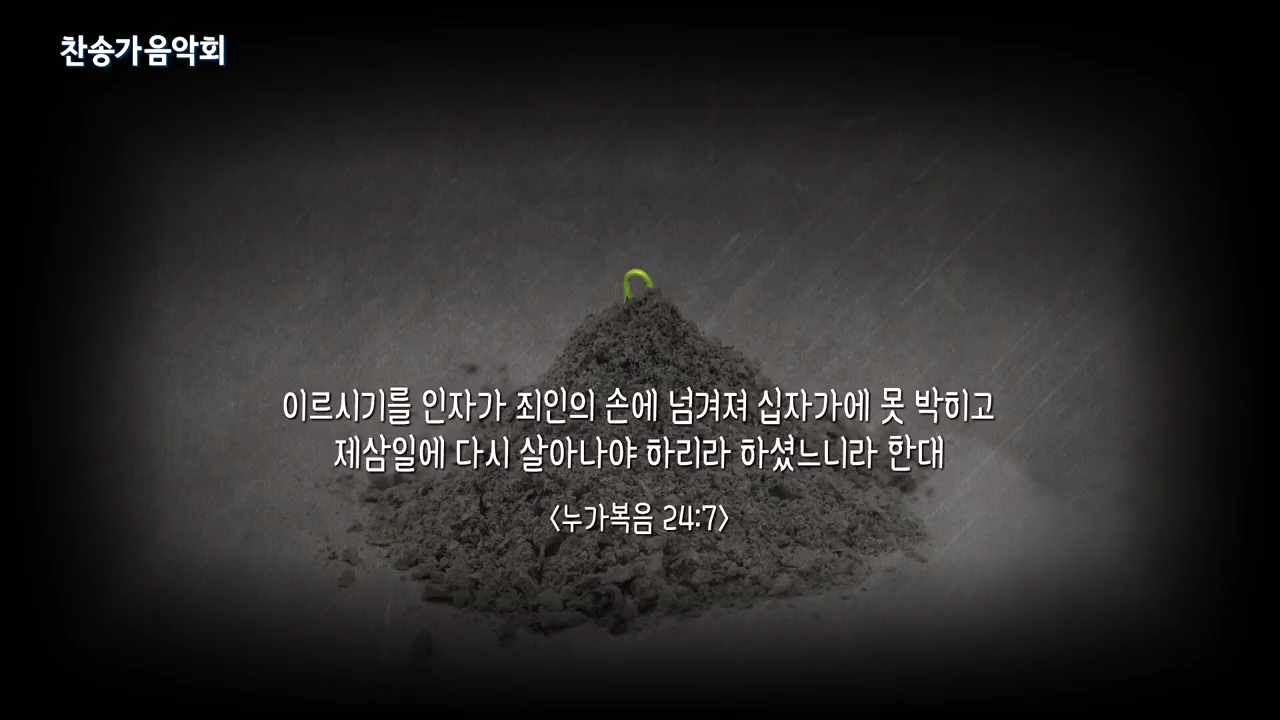 찬송가음악회
이르시기를 인자가 죄인의 손에 넘겨져 십자가에 못 박히고
제삼일에 다시 살아나야 하리라 하셨느니라 한대
<누가복음 24:7>